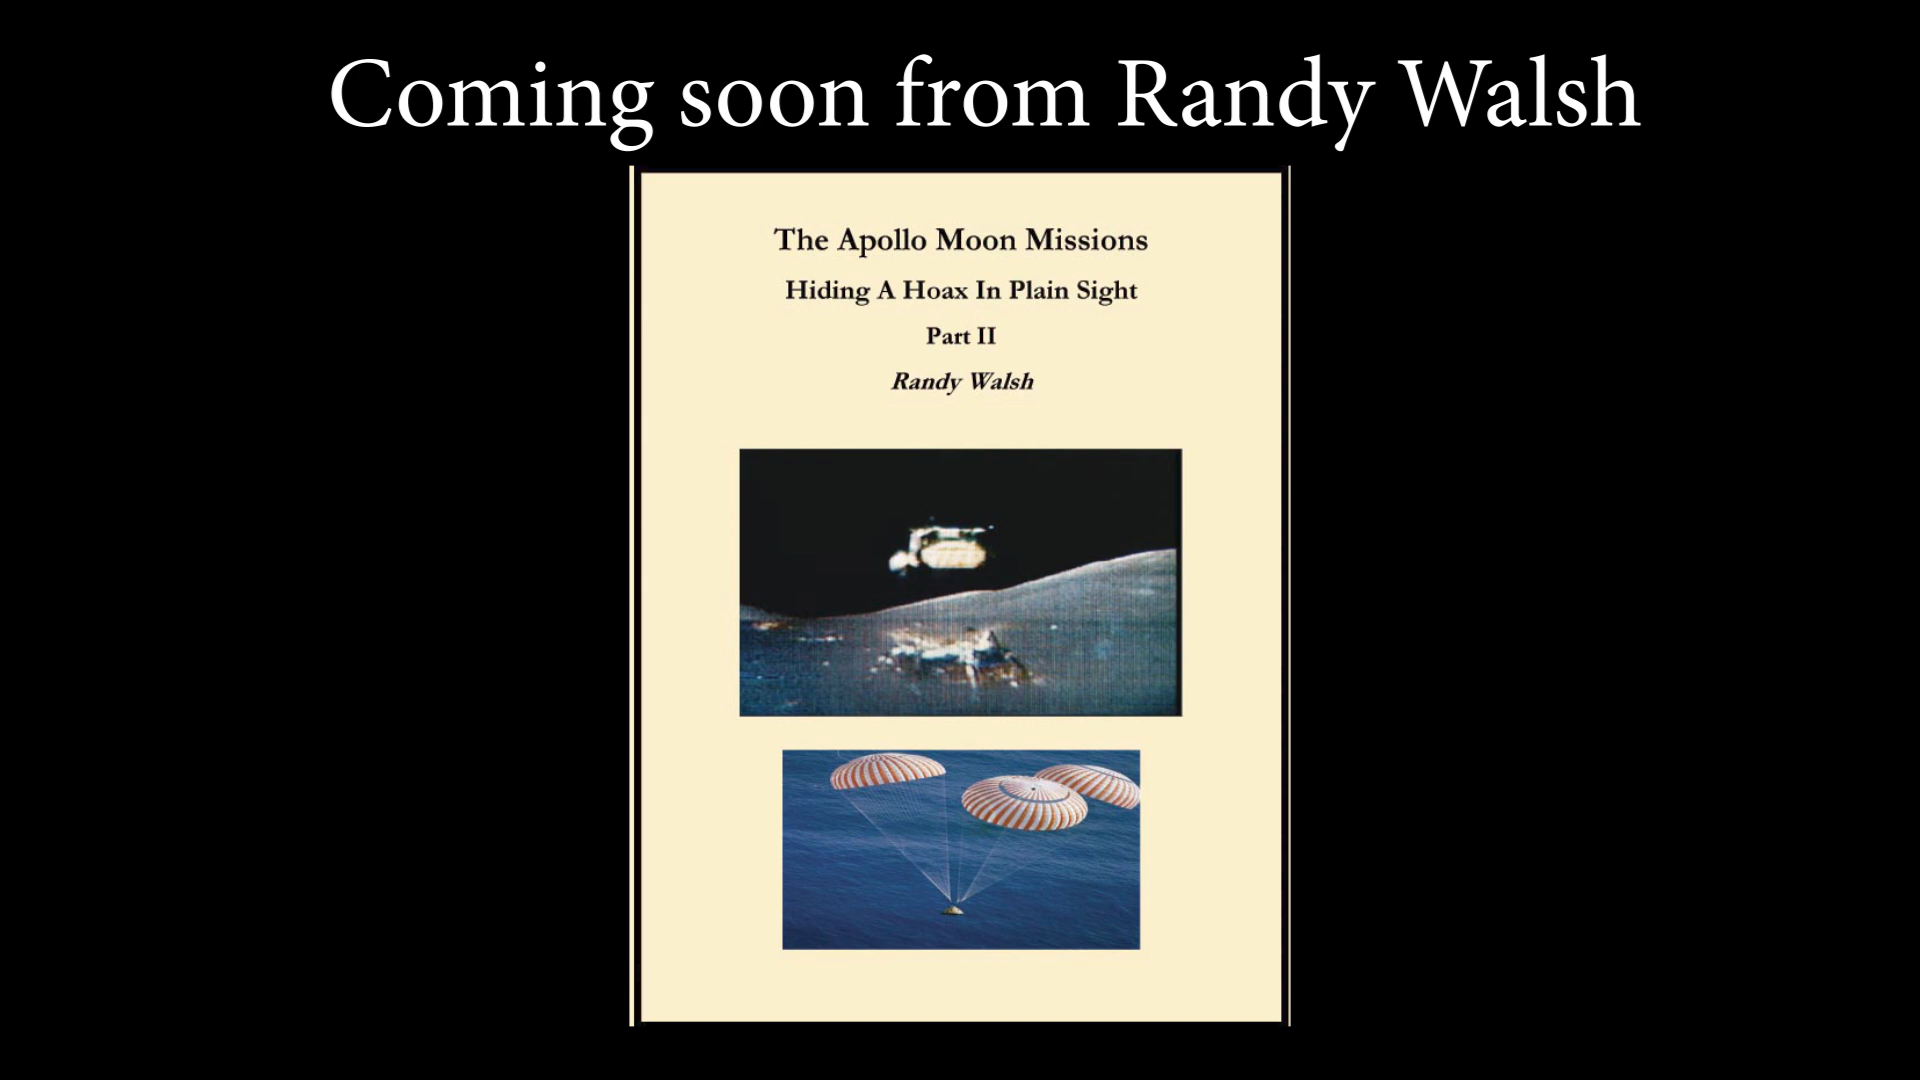 Coming soon from Randy Walsh
The Apollo Moon Missions
Hiding A Hoax In Plain Sight
Part II
Randy Walsh